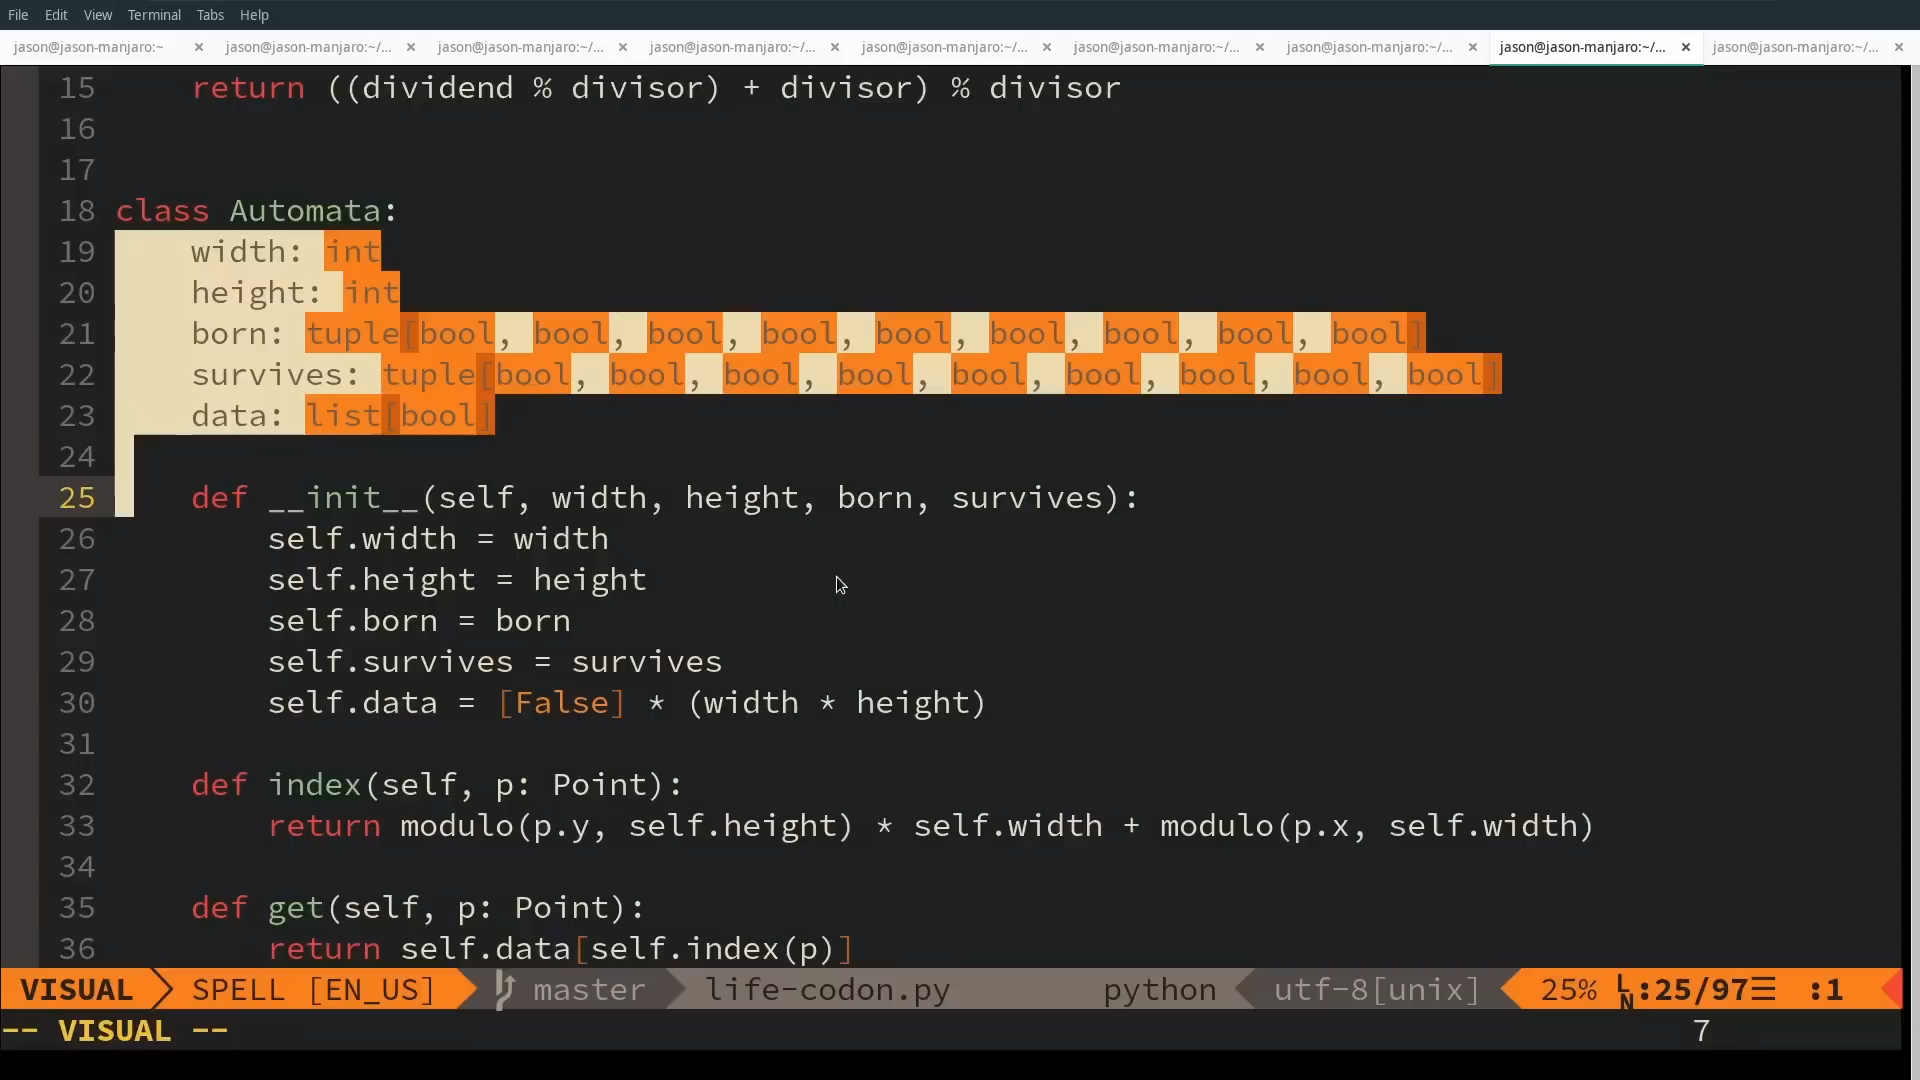 File Edit View Terminal Tabs Help
jason@jason-manjaro:~ × jason@jason-manjaro:~/... × jason@jason-manjaro:~/... × jason@jason-manjaro:~/... × jason@jason-manjaro:~/... × jason@jason-manjaro:~/... × jason@jason-manjaro:~/... × jason@jason-manjaro:~/... × jason@jason-manjaro:~/... ×
15     return ((dividend % divisor) + divisor) % divisor
16
17
18 class Automata:
19     width: int
20     height: int
21     born: tuple[bool, bool, bool, bool, bool, bool, bool, bool, bool]
22     survives: tuple[bool, bool, bool, bool, bool, bool, bool, bool, bool]
23     data: list[bool]
24
25     def __init__(self, width, height, born, survives):
26         self.width = width
27         self.height = height
28         self.born = born
29         self.survives = survives
30         self.data = [False] * (width * height)
31
32     def index(self, p: Point):
33         return modulo(p.y, self.height) * self.width + modulo(p.x, self.width)
34
35     def get(self, p: Point):
36         return self.data[self.index(p)]
VISUAL SPELL [EN_US] master life-codon.py python utf-8[unix] 25% LN:25/97☰ :1
-- VISUAL -- 7